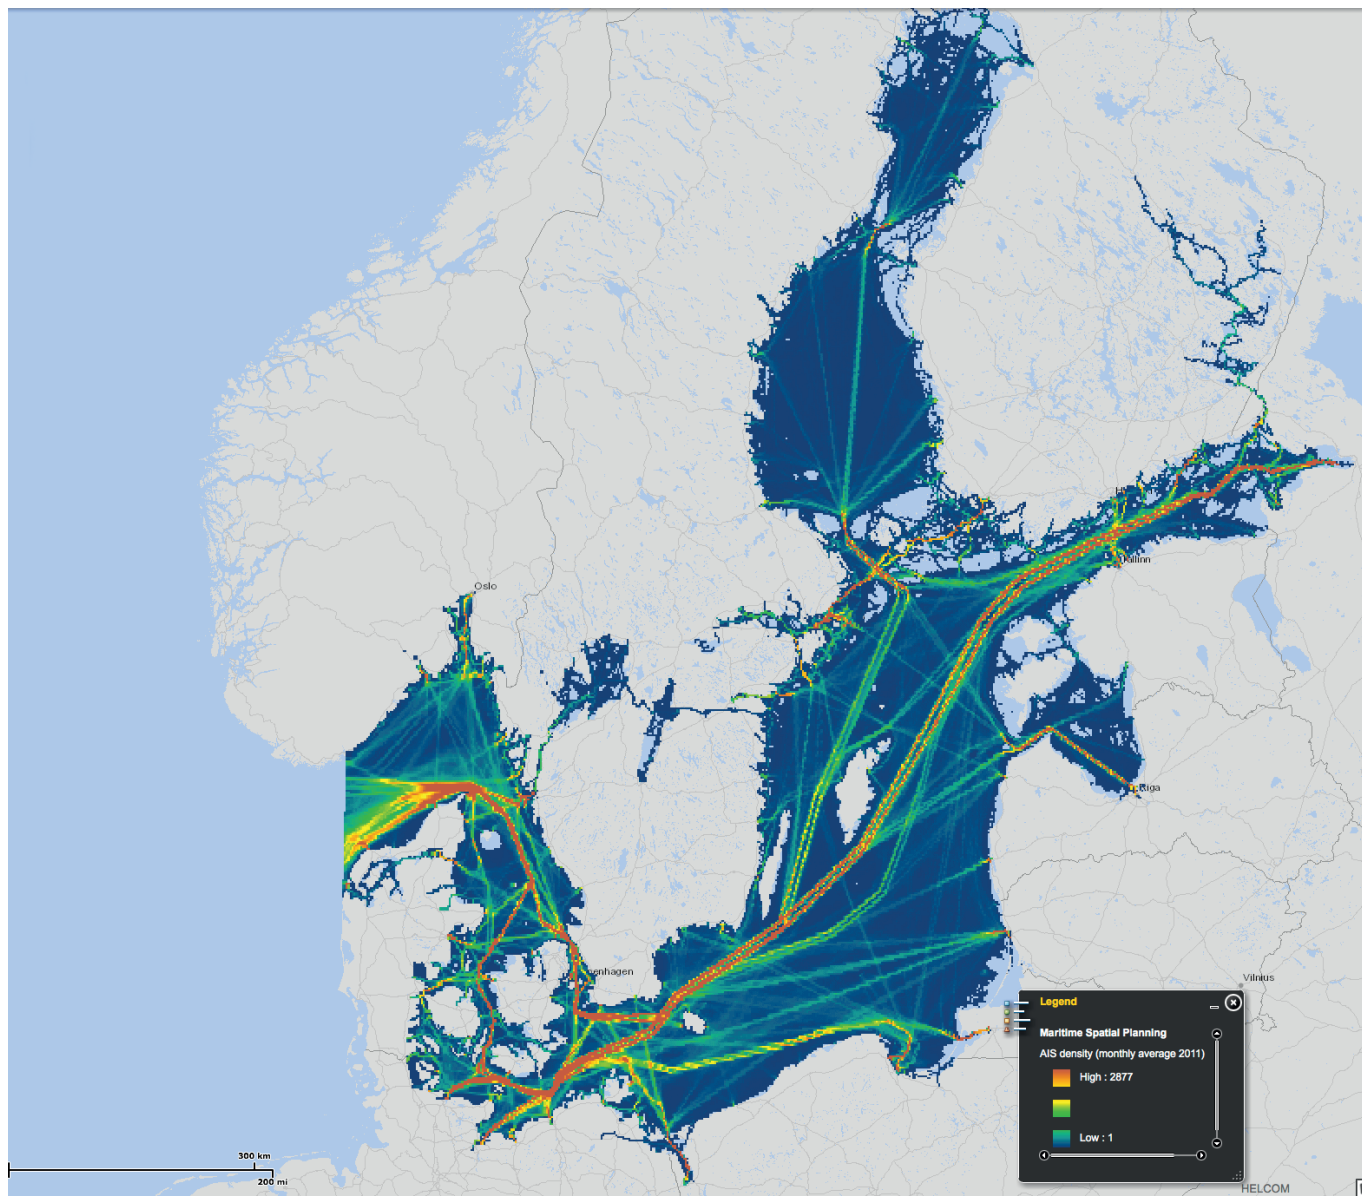 Oslo
H
Tallinn
Riga
enhagen
Vilnius
Legend
Maritime Spatial Planning
AIS density (monthly average 2011)
High : 2877
Low : 1
300 km
200 mi
HELCOM